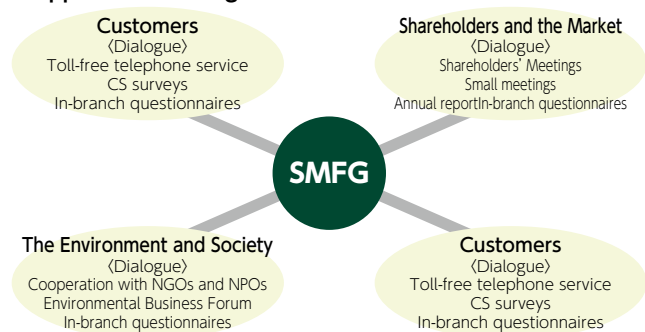 Customers
〈Dialogue〉
Toll-free telephone service
CS surveys
In-branch questionnaires
Shareholders and the Market
〈Dialogue〉
Shareholders' Meetings
Small meetings
Annual reportIn-branch questionnaires
SMFG
The Environment and Society
〈Dialogue〉
Cooperation with NGOs and NPOs
Environmental Business Forum
In-branch questionnaires
Customers
〈Dialogue〉
Toll-free telephone service
CS surveys
In-branch questionnaires